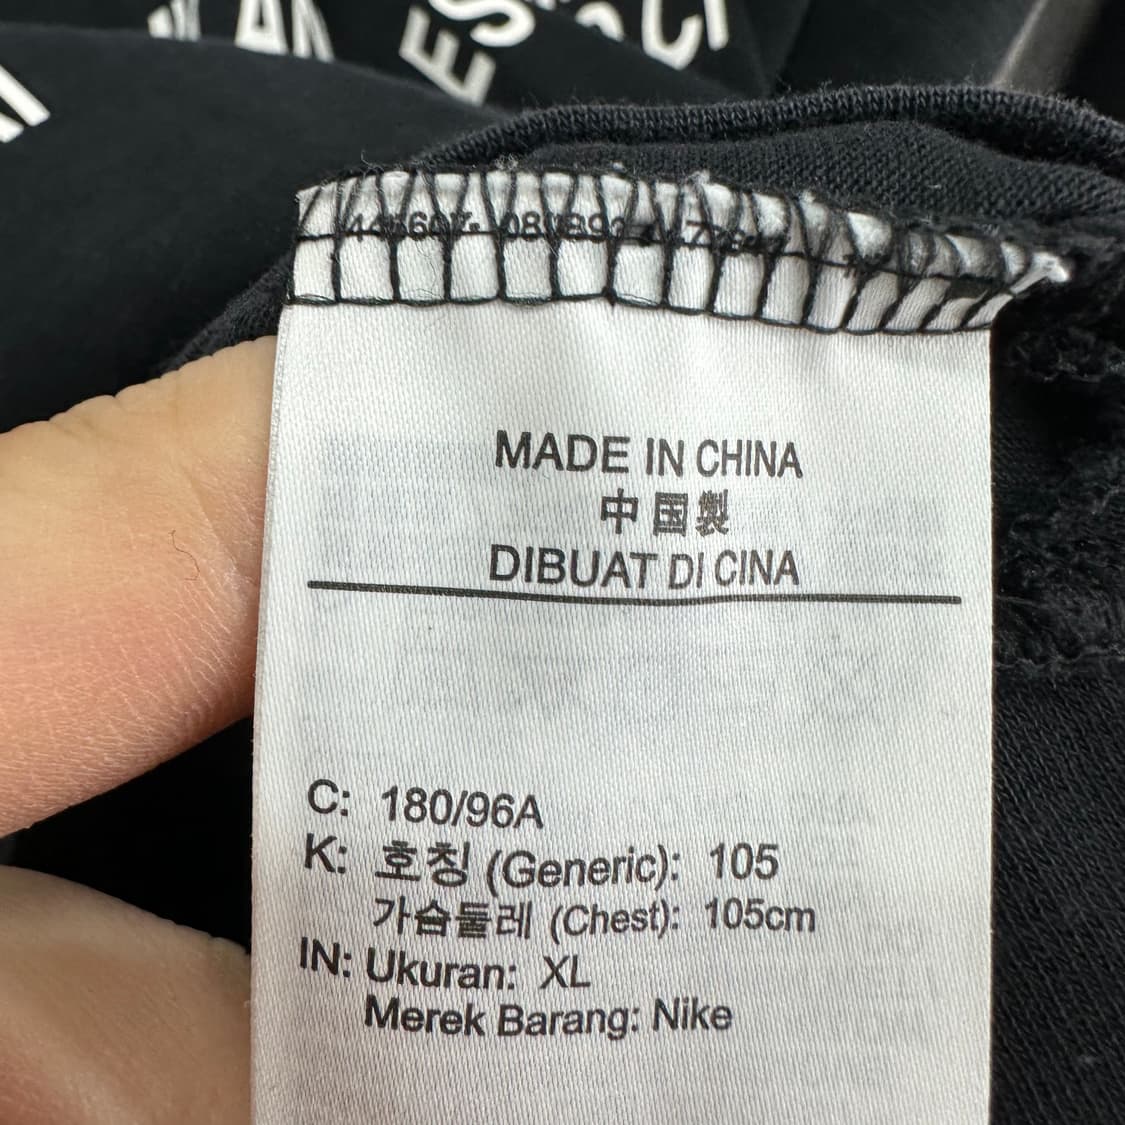 MADE IN CHINA
中国製
DIBUAT DI CINA
C: 180/96A
K: 호칭 (Generic): 105
가슴둘레 (Chest): 105cm
IN: Ukuran: XL
Merek Barang: Nike